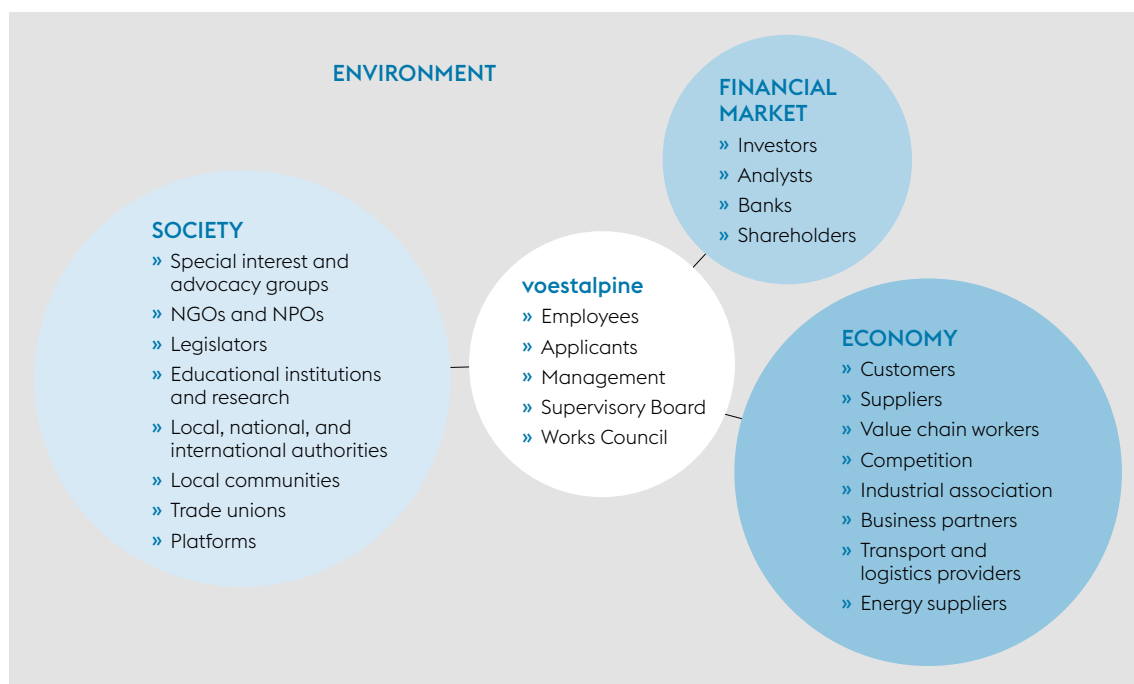 ENVIRONMENT
FINANCIAL
MARKET
» Investors
» Analysts
» Banks
» Shareholders
SOCIETY
» Special interest and
advocacy groups
» NGOs and NPOs
» Legislators
» Educational institutions
and research
» Local, national, and
international authorities
» Local communities
» Trade unions
» Platforms
voestalpine
» Employees
» Applicants
» Management
» Supervisory Board
» Works Council
ECONOMY
» Customers
» Suppliers
» Value chain workers
» Competition
» Industrial association
» Business partners
» Transport and
logistics providers
» Energy suppliers